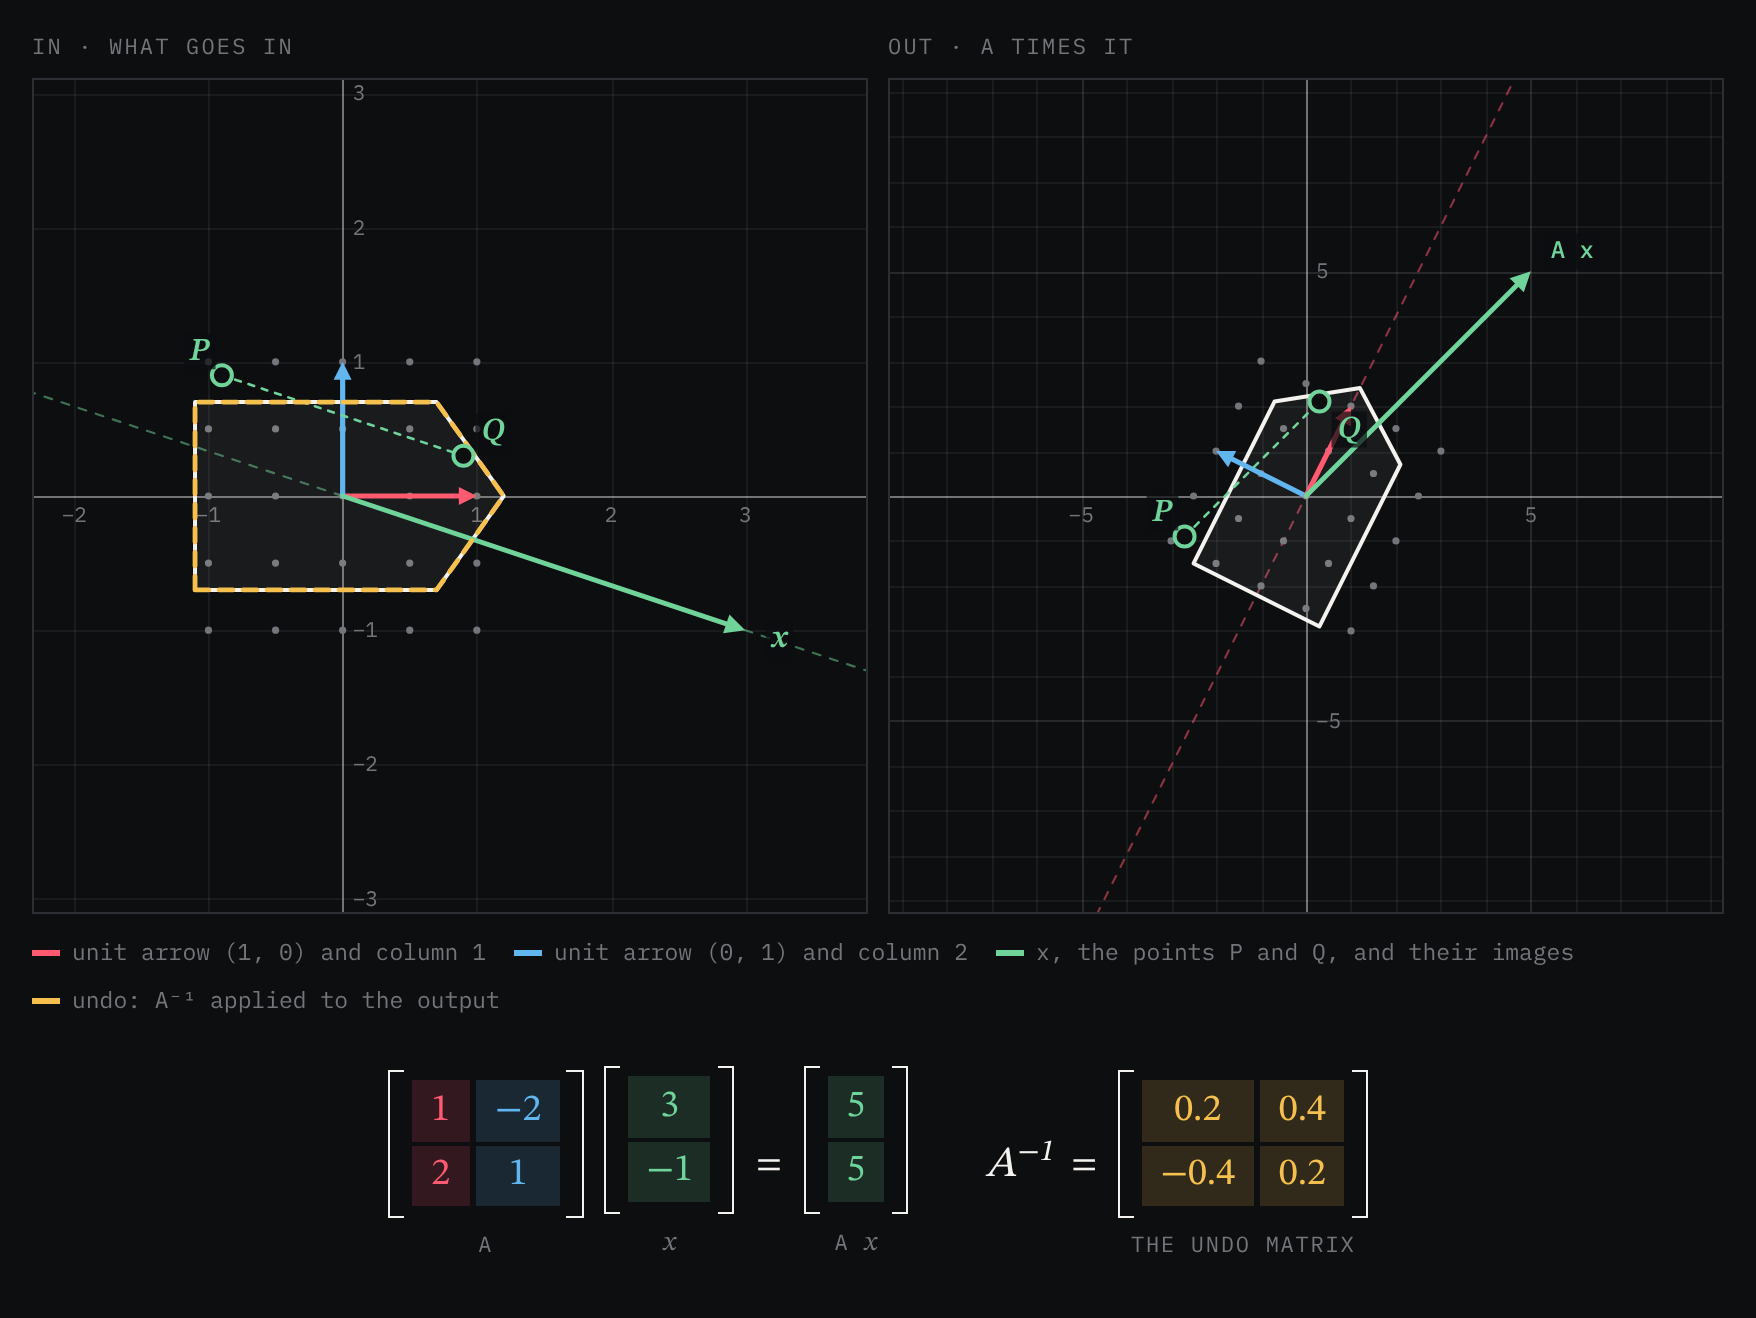 IN · WHAT GOES IN
OUT · A TIMES IT
3
2
1
−1
−2
−3
−2
−1
1
2
3
P
Q
x
5
−5
−5
5
P
Q
A x
unit arrow (1, 0) and column 1
unit arrow (0, 1) and column 2
x, the points P and Q, and their images
undo: A⁻¹ applied to the output
1 −2
2 1
3
−1
=
5
5
A⁻¹ =
0.2 0.4
−0.4 0.2
A
x
A x
THE UNDO MATRIX